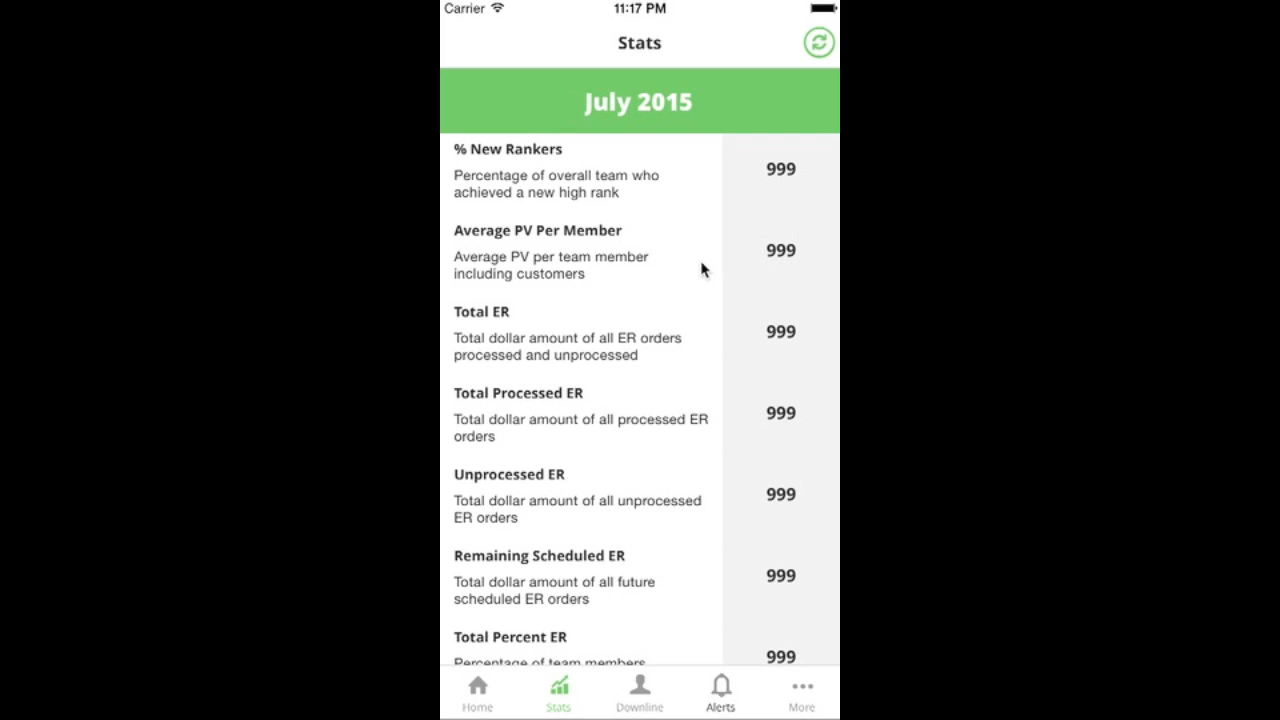 Carrier 11:17 PM
Stats
July 2015
% New Rankers
Percentage of overall team who
achieved a new high rank
999
Average PV Per Member
Average PV per team member
including customers
999
Total ER
Total dollar amount of all ER orders
processed and unprocessed
999
Total Processed ER
Total dollar amount of all processed ER
orders
999
Unprocessed ER
Total dollar amount of all unprocessed
ER orders
999
Remaining Scheduled ER
Total dollar amount of all future
scheduled ER orders
999
Total Percent ER
Percentage of team members
999
Home Stats Downline Alerts More